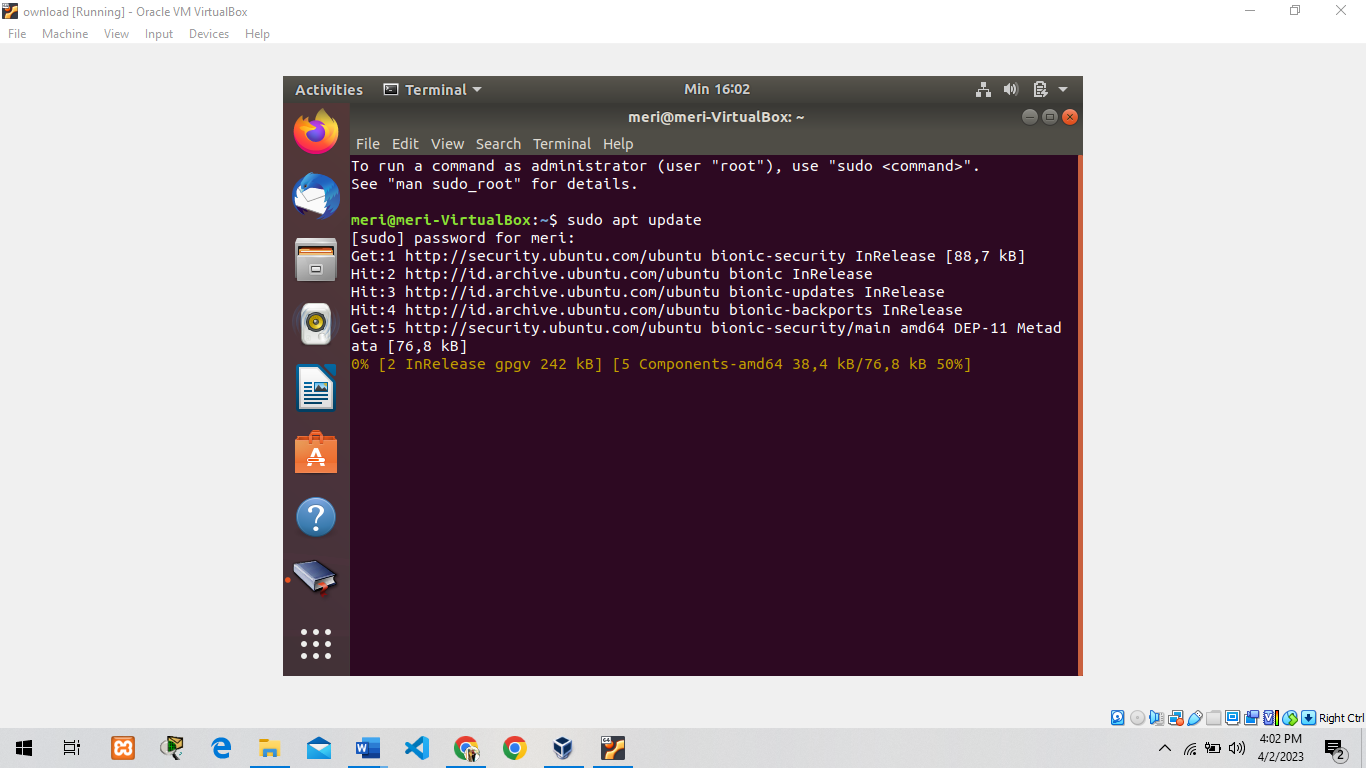 ownload [Running] - Oracle VM VirtualBox
File Machine View Input Devices Help
Activities Terminal Min 16:02
meri@meri-VirtualBox: ~
File Edit View Search Terminal Help
To run a command as administrator (user "root"), use "sudo <command>".
See "man sudo_root" for details.
meri@meri-VirtualBox:~$ sudo apt update
[sudo] password for meri:
Get:1 http://security.ubuntu.com/ubuntu bionic-security InRelease [88,7 kB]
Hit:2 http://id.archive.ubuntu.com/ubuntu bionic InRelease
Hit:3 http://id.archive.ubuntu.com/ubuntu bionic-updates InRelease
Hit:4 http://id.archive.ubuntu.com/ubuntu bionic-backports InRelease
Get:5 http://security.ubuntu.com/ubuntu bionic-security/main amd64 DEP-11 Metad
ata [76,8 kB]
0% [2 InRelease gpgv 242 kB] [5 Components-amd64 38,4 kB/76,8 kB 50%]
Right Ctrl
4:02 PM
4/2/2023
2